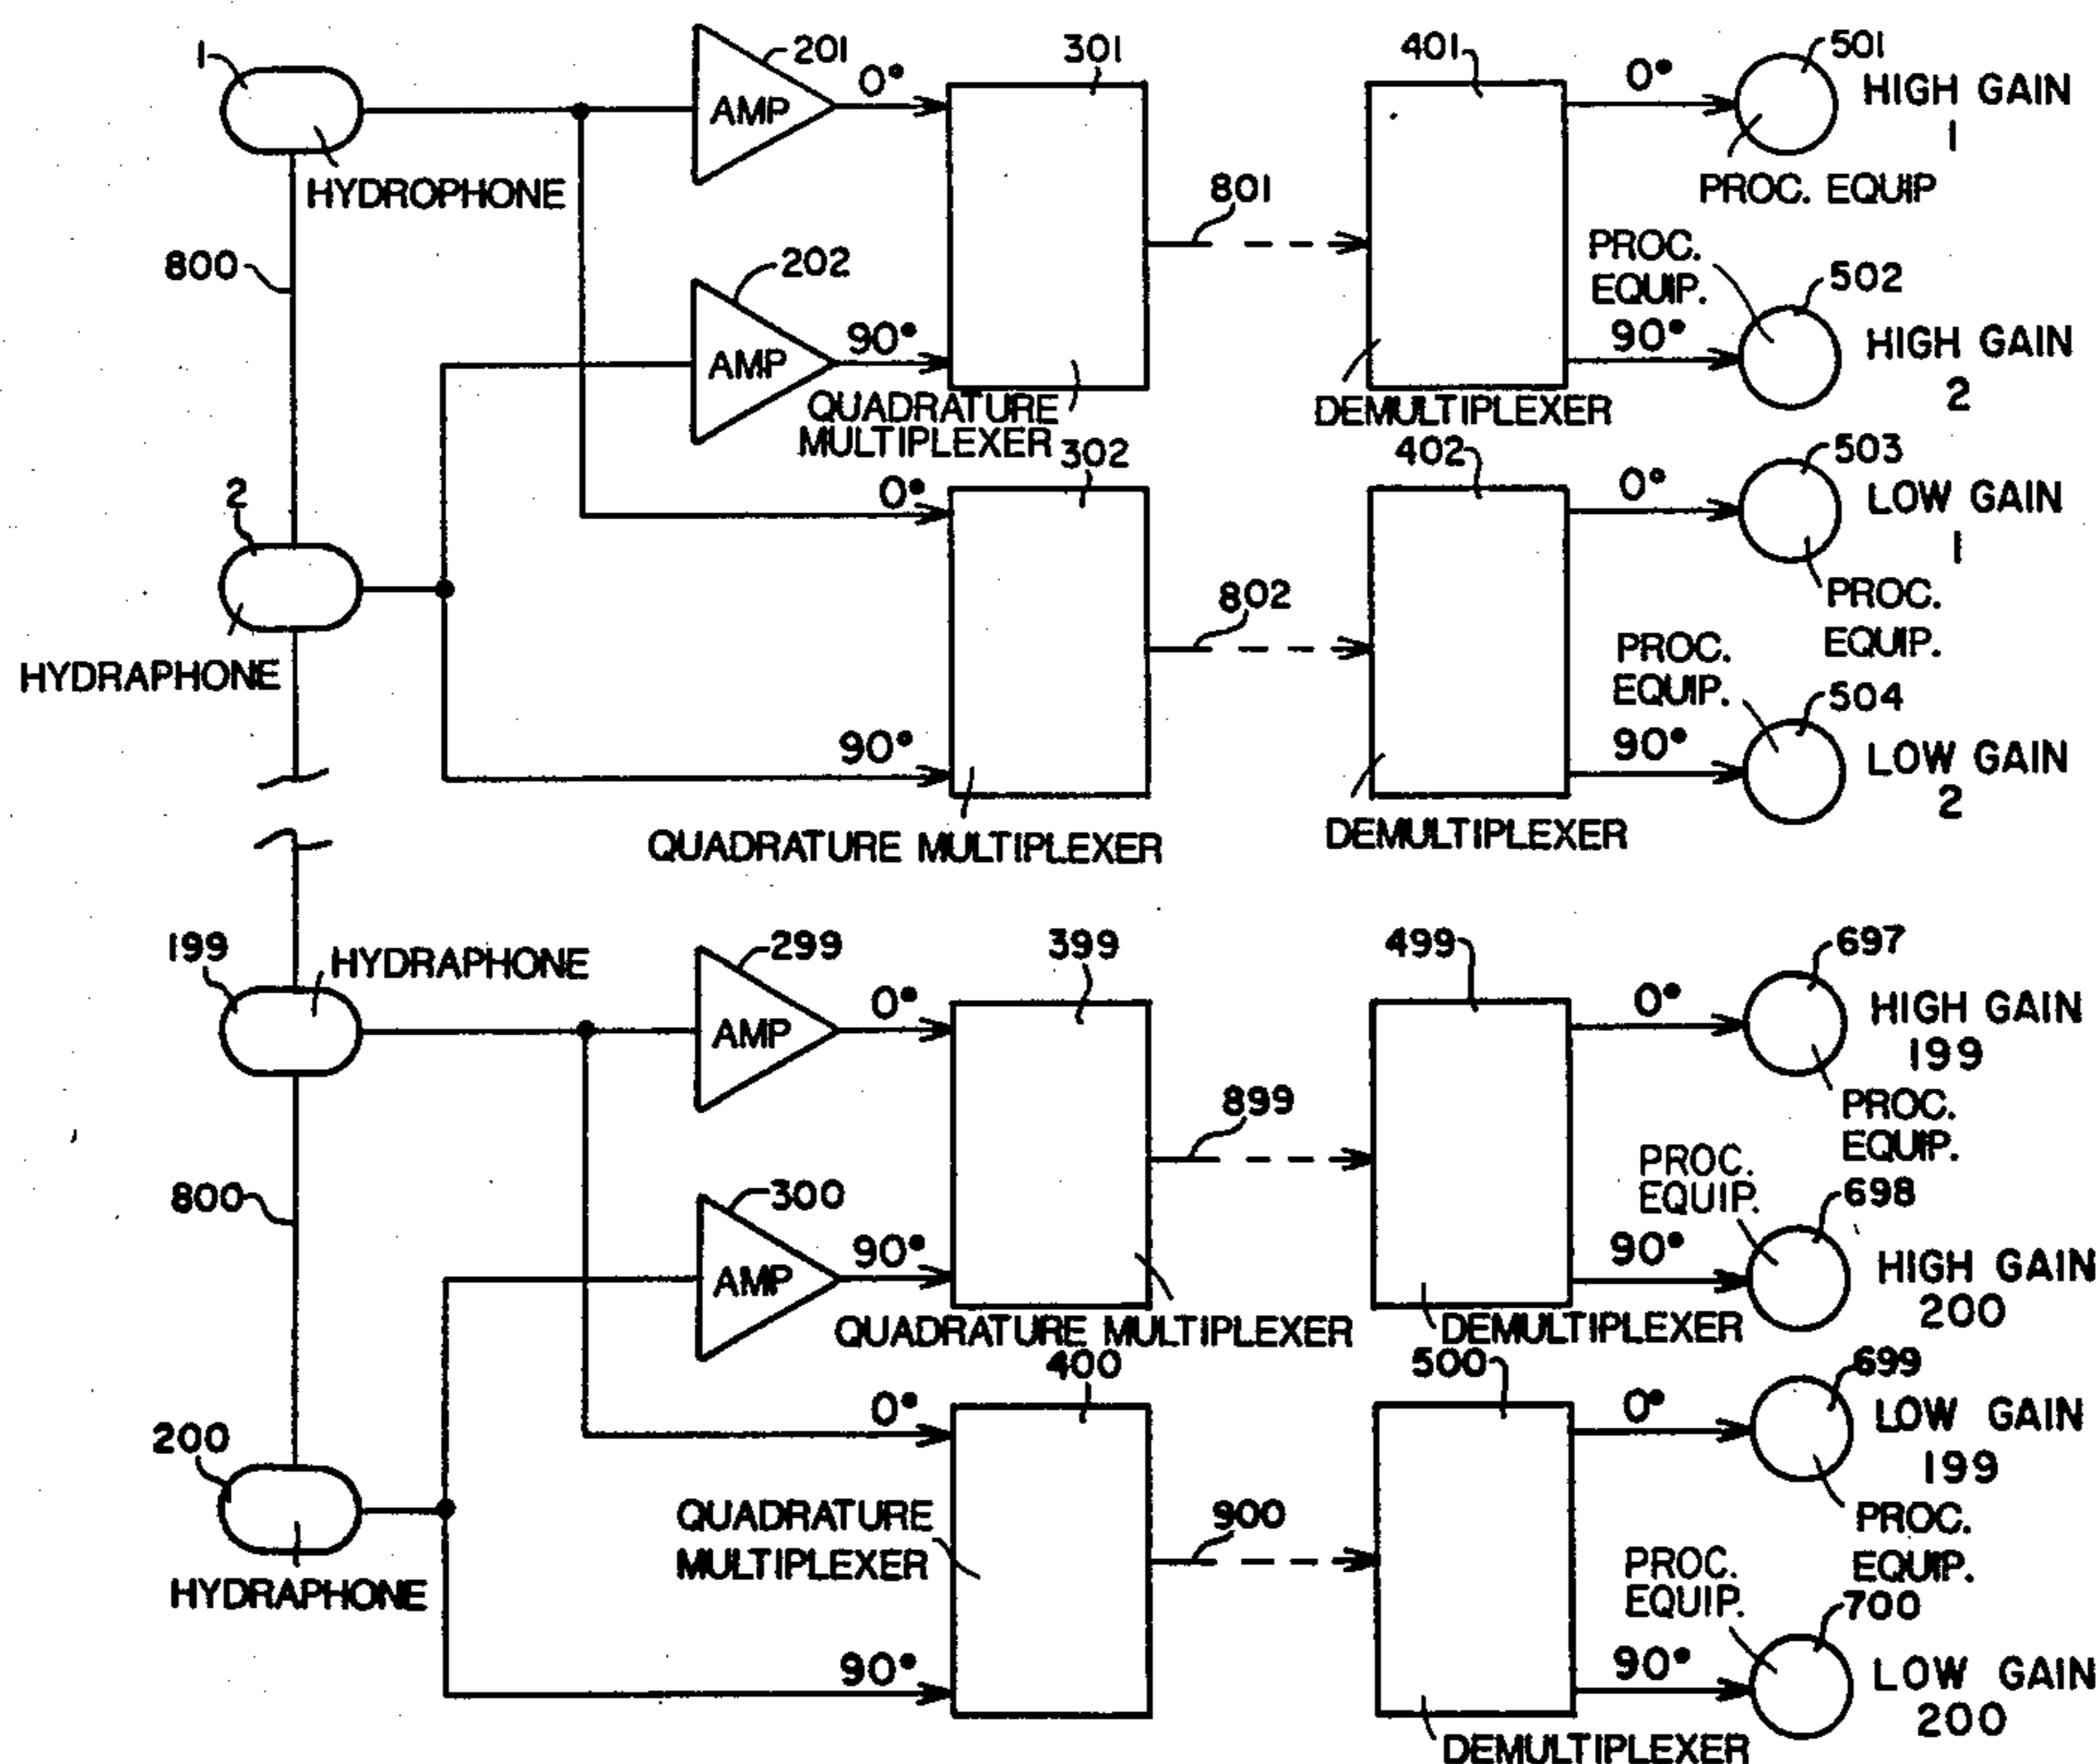 1
HYDROPHONE
800
201
AMP
0°
301
401
0°
501
HIGH GAIN
1
PROC. EQUIP
202
AMP
90°
801
QUADRATURE
MULTIPLEXER
DEMULTIPLEXER
PROC.
EQUIP.
90°
502
HIGH GAIN
2
2
HYDRAPHONE
302
0°
402
0°
503
LOW GAIN
1
PROC.
EQUIP.
802
90°
QUADRATURE MULTIPLEXER
DEMULTIPLEXER
PROC.
EQUIP.
90°
504
LOW GAIN
2
199
HYDRAPHONE
299
AMP
0°
399
499
0°
697
HIGH GAIN
199
PROC.
EQUIP.
899
800
300
AMP
90°
QUADRATURE MULTIPLEXER
DEMULTIPLEXER
PROC.
EQUIP.
90°
698
HIGH GAIN
200
200
HYDRAPHONE
400
0°
500
0°
699
LOW GAIN
199
PROC.
EQUIP.
QUADRATURE
MULTIPLEXER
900
90°
DEMULTIPLEXER
PROC.
EQUIP.
90°
700
LOW GAIN
200